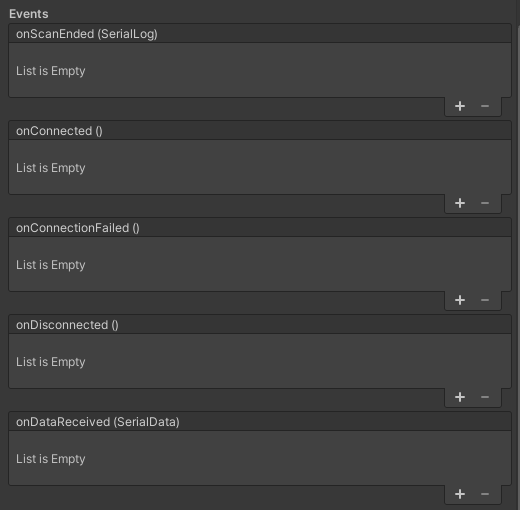 Events
onScanEnded (SerialLog)
List is Empty
+ −
onConnected ()
List is Empty
+ −
onConnectionFailed ()
List is Empty
+ −
onDisconnected ()
List is Empty
+ −
onDataReceived (SerialData)
List is Empty
+ −